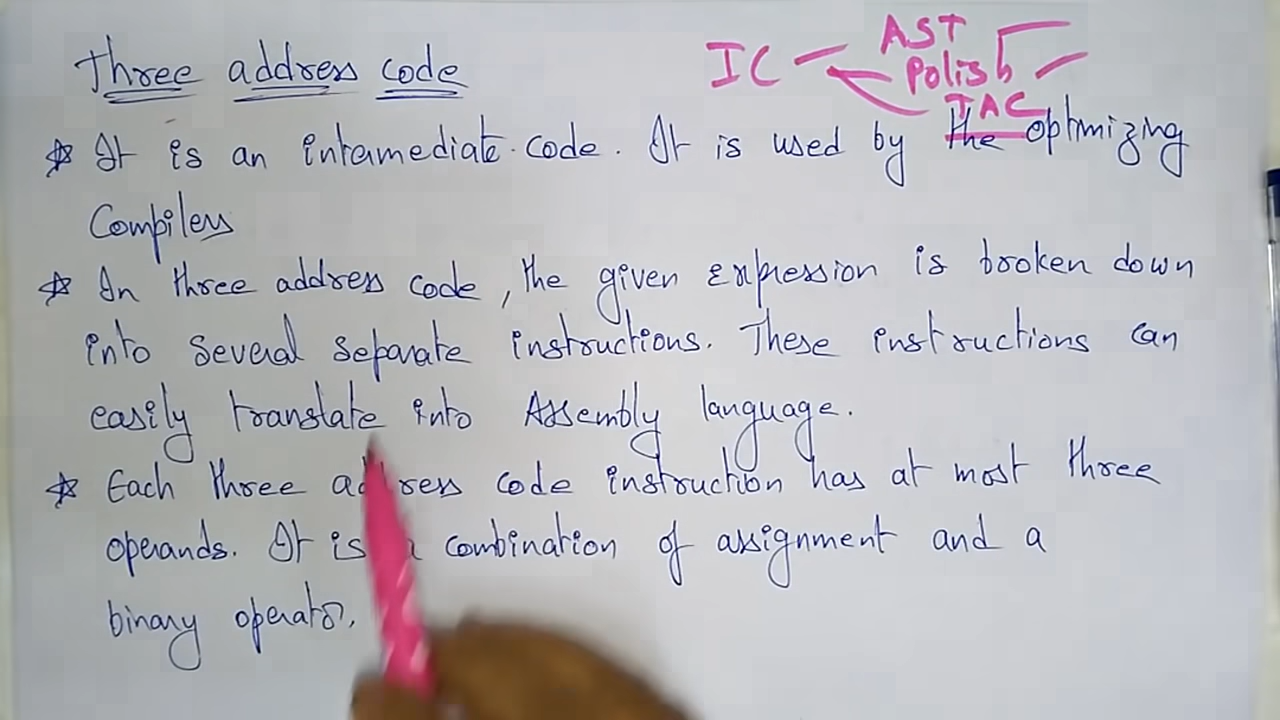 Three address code
IC
AST
Polish
TAC
It is an intermediate code. It is used by the optimizing
Compilers
In three address code, the given expression is broken down
into several separate instructions. These instructions can
easily translate into Assembly language.
Each three address code instruction has at most three
operands. It is a combination of assignment and a
binary operator.